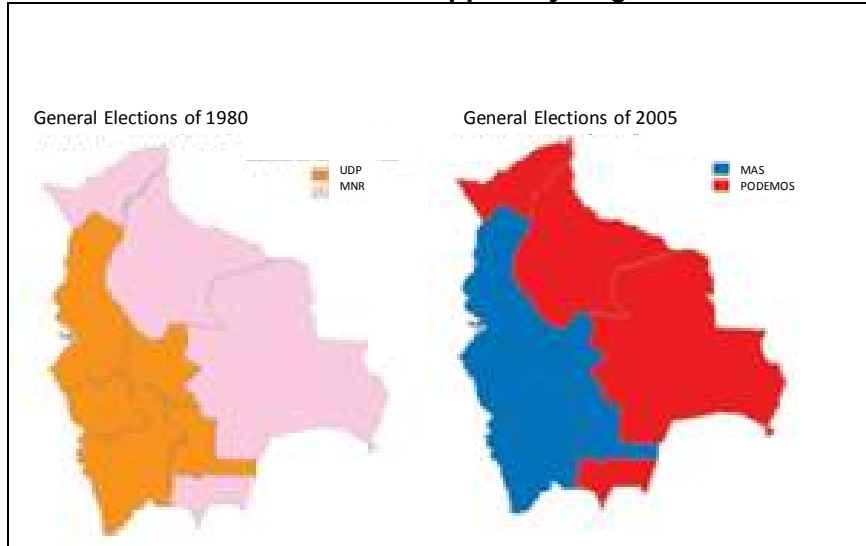 General Elections of 1980
UDP
MNR
General Elections of 2005
MAS
PODEMOS